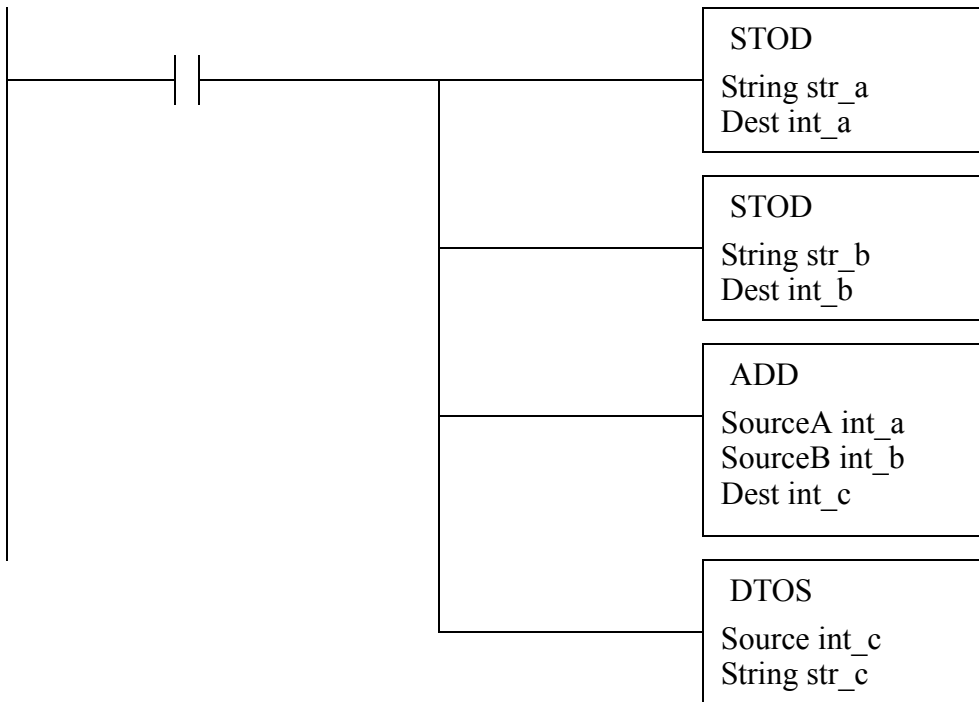 STOD
String str_a
Dest int_a
STOD
String str_b
Dest int_b
ADD
SourceA int_a
SourceB int_b
Dest int_c
DTOS
Source int_c
String str_c